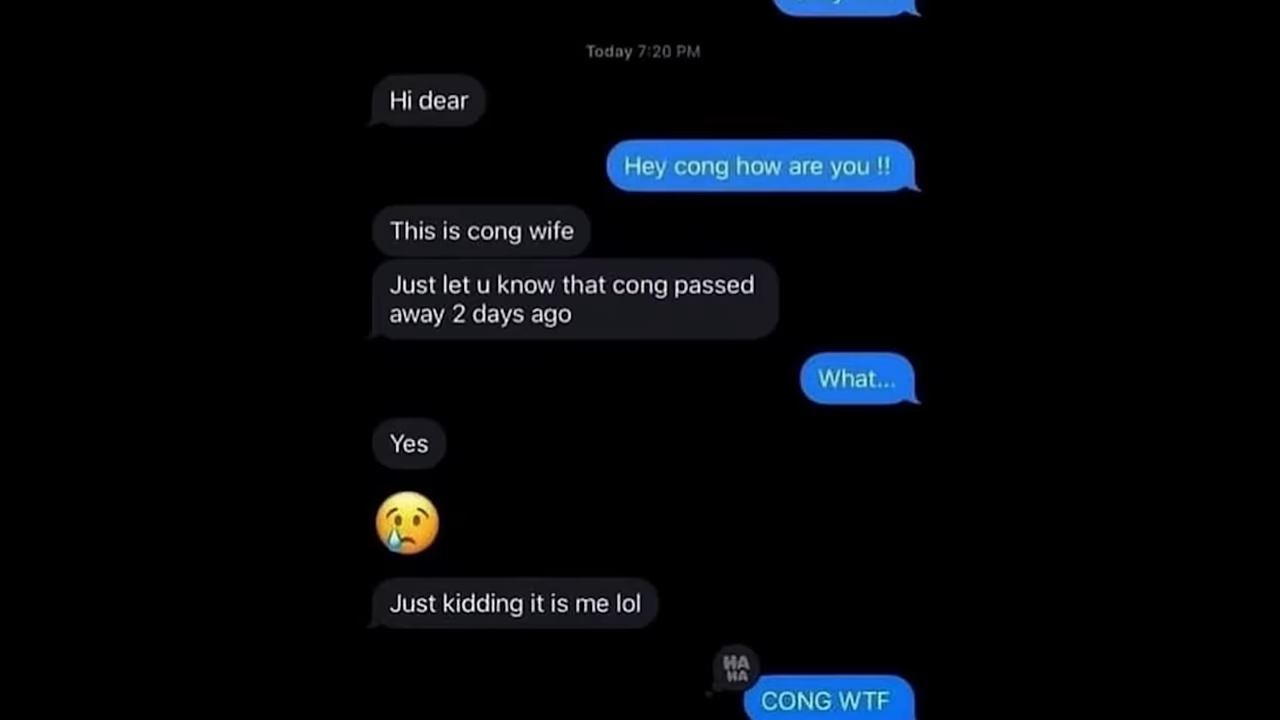 Today 7:20 PM
Hi dear
Hey cong how are you !!
This is cong wife
Just let u know that cong passed
away 2 days ago
What...
Yes
Just kidding it is me lol
HA
HA
CONG WTF